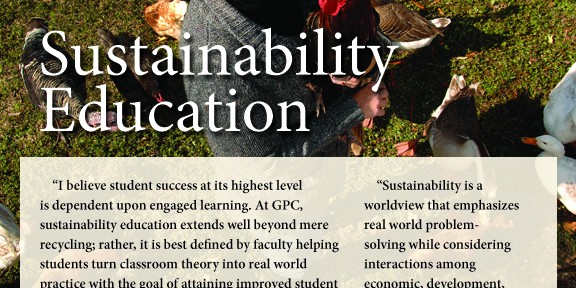 Sustainability
Education
“I believe student success at its highest level
is dependent upon engaged learning. At GPC,
sustainability education extends well beyond mere
recycling; rather, it is best defined by faculty helping
students turn classroom theory into real world
practice with the goal of attaining improved student
“Sustainability is a
worldview that emphasizes
real world problem-
solving while considering
interactions among
economic, development,